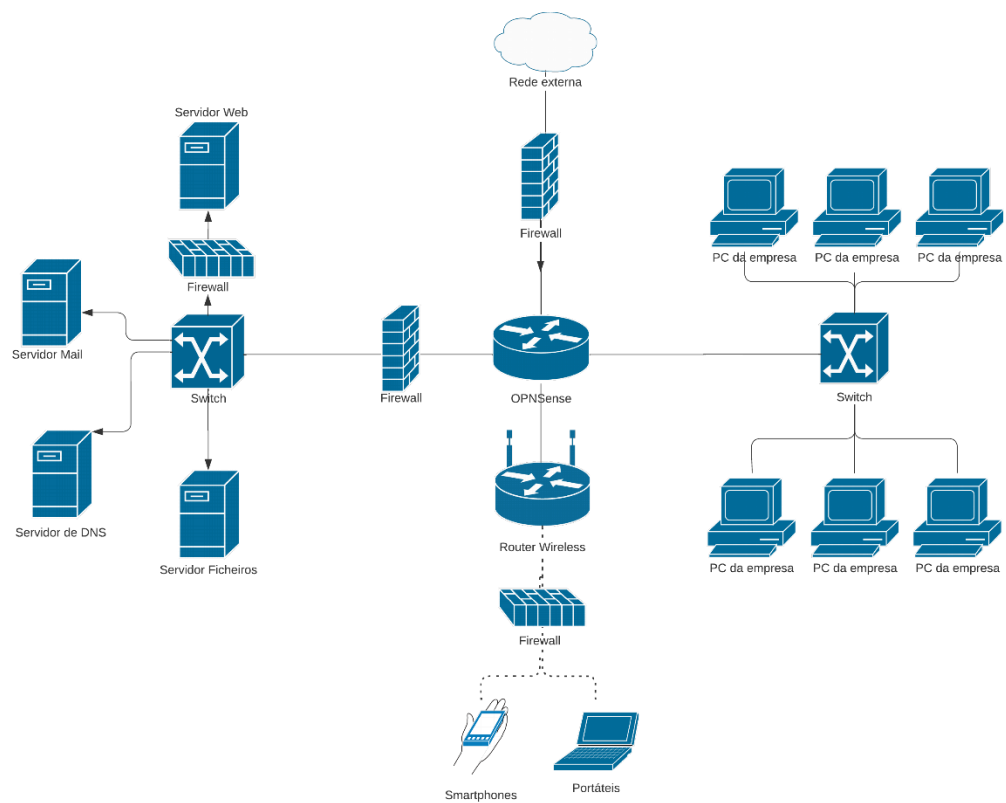 Rede externa
Servidor Web
Firewall
PC da empresa
PC da empresa
PC da empresa
Firewall
Servidor Mail
Firewall
Switch
OPNSense
Switch
Servidor de DNS
Servidor Ficheiros
Router Wireless
PC da empresa
PC da empresa
PC da empresa
Firewall
Smartphones
Portáteis